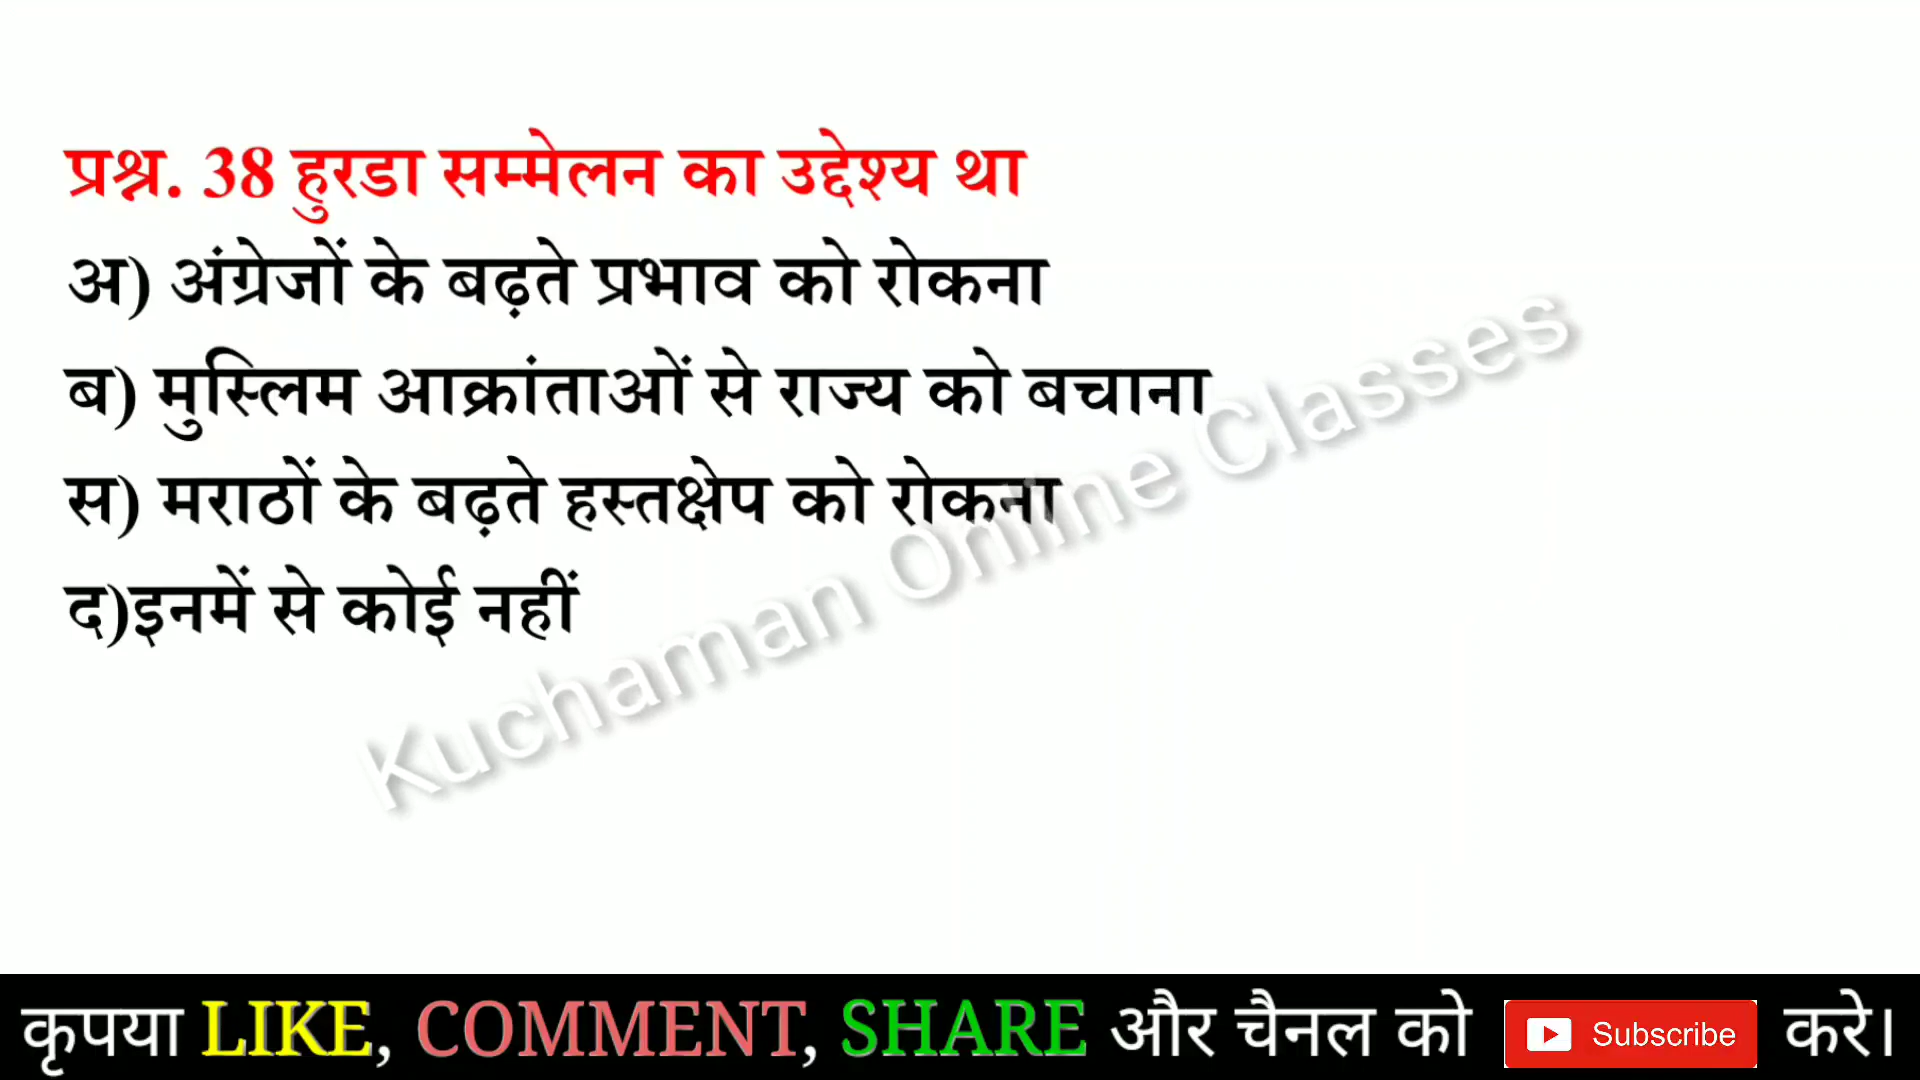 प्रश्न. 38 हुरडा सम्मेलन का उद्देश्य था
अ) अंग्रेजों के बढ़ते प्रभाव को रोकना
ब) मुस्लिम आक्रांताओं से राज्य को बचाना
स) मराठों के बढ़ते हस्तक्षेप को रोकना
द)इनमें से कोई नहीं
Kuchaman Online Classes
कृपया LIKE, COMMENT, SHARE और चैनल को Subscribe करे।